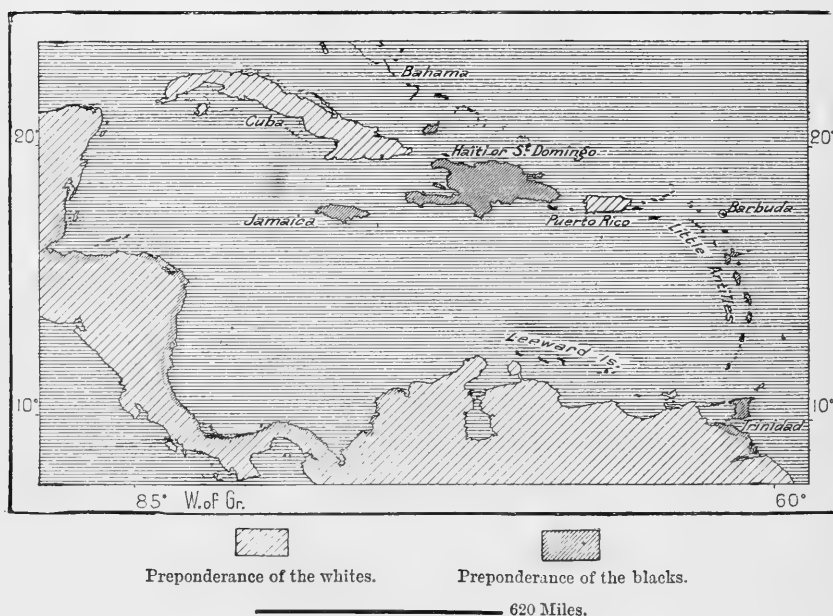 Bahama
20°
20°
Cuba
Haïti or St. Domingo
Jamaica
Puerto Rico
Barbuda
Little Antilles
Leeward Is.
10°
10°
Trinidad
85° W. of Gr.
60°
Preponderance of the whites.
Preponderance of the blacks.
620 Miles.